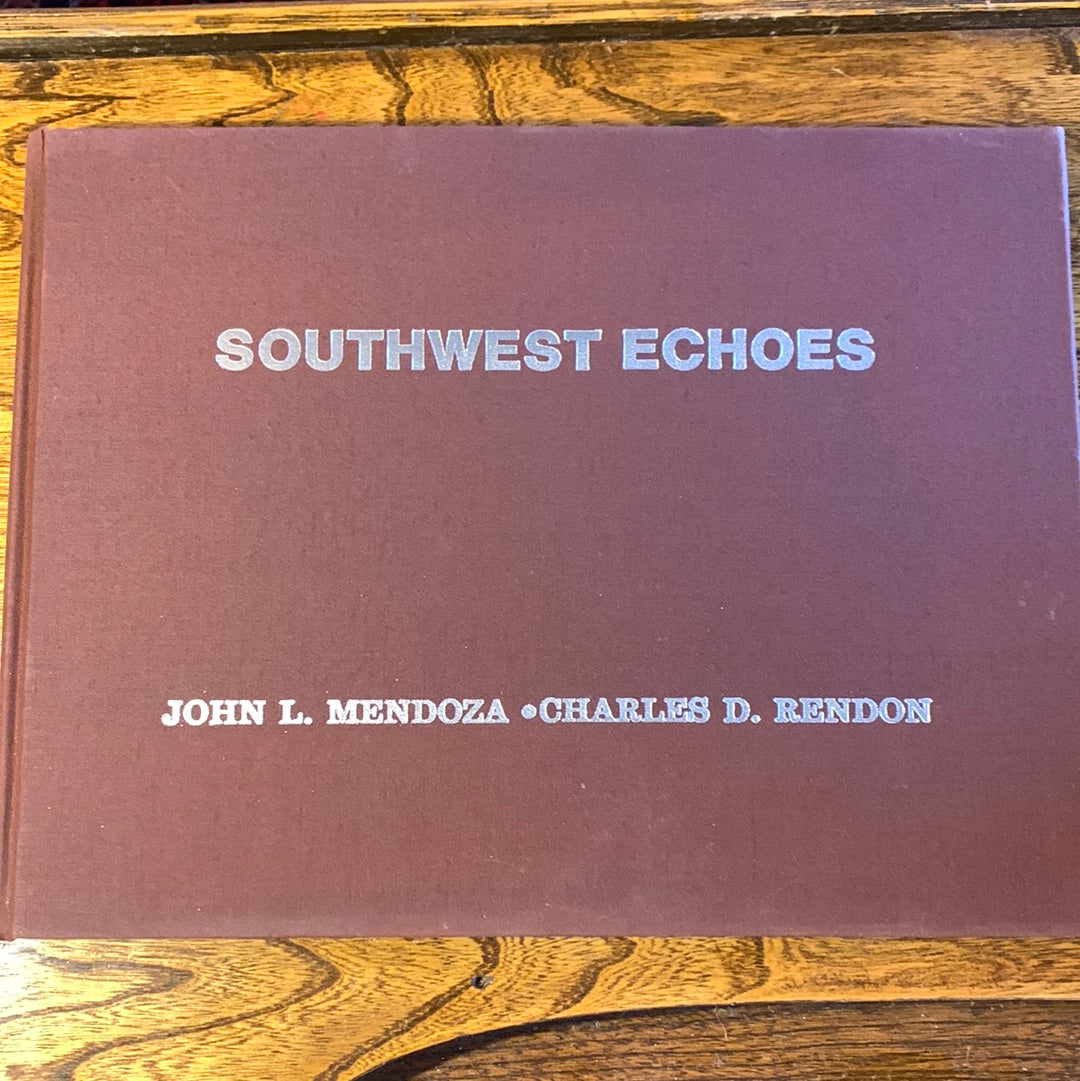 SOUTHWEST ECHOES
JOHN L. MENDOZA •CHARLES D. RENDON